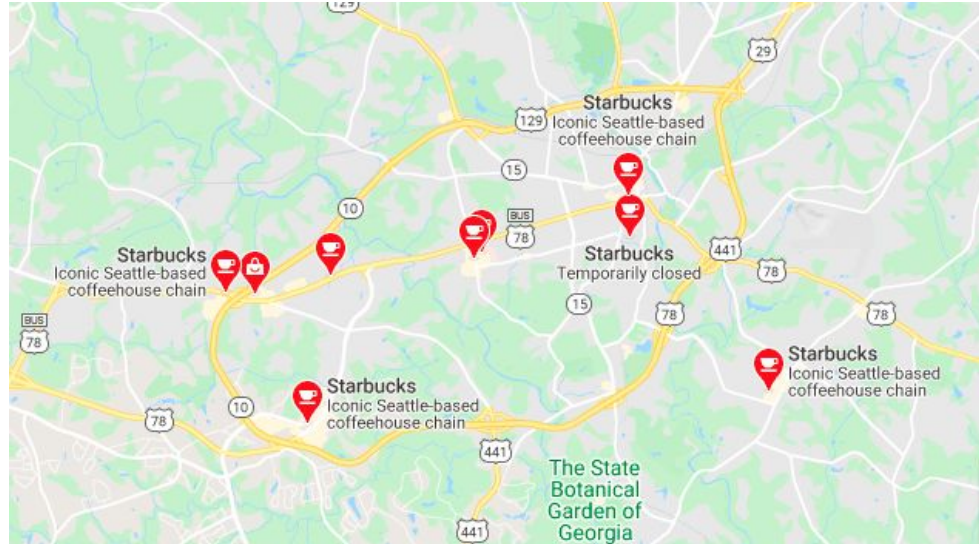 129
29
Starbucks
Iconic Seattle-based
coffeehouse chain
129
15
10
BUS
78
Starbucks
Iconic Seattle-based
coffeehouse chain
Starbucks
Temporarily closed
441
78
BUS
78
15
78
78
Starbucks
Iconic Seattle-based
coffeehouse chain
Starbucks
Iconic Seattle-based
coffeehouse chain
10
78
441
The State
Botanical
Garden of
Georgia
441